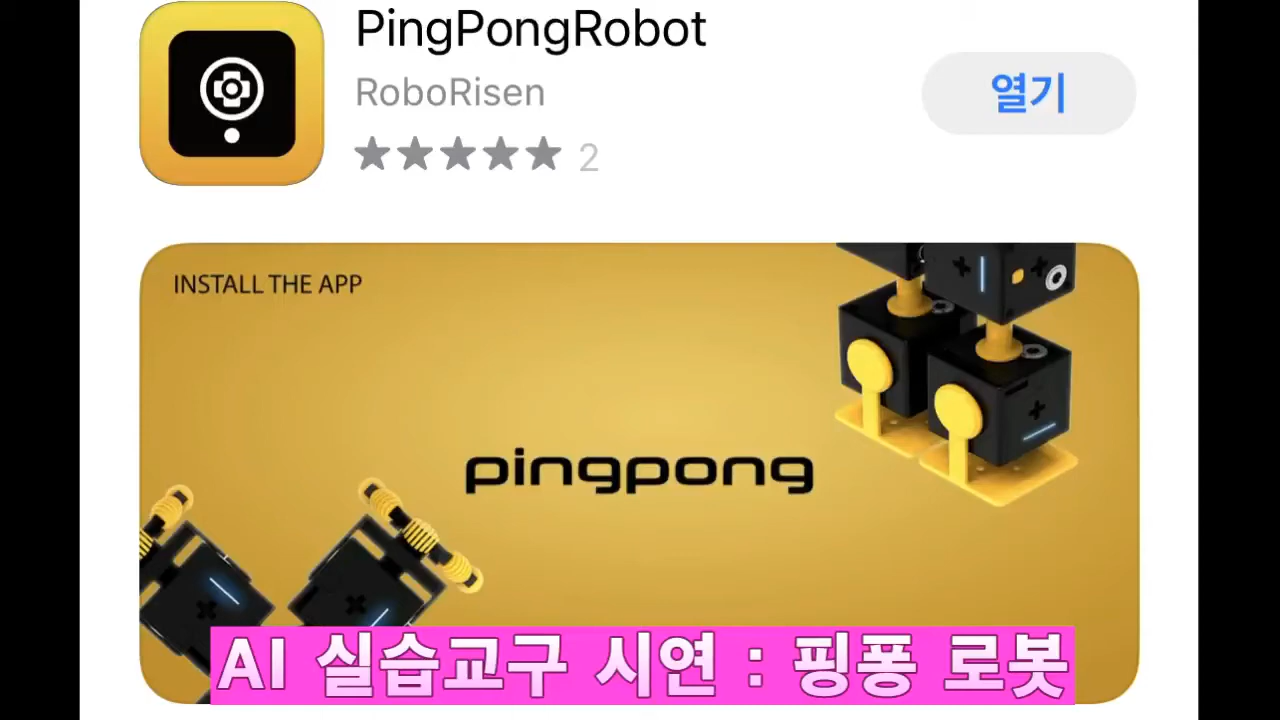 PingPongRobot
RoboRisen
열기
2
INSTALL THE APP
pingpong
AI 실습교구 시연 : 핑퐁 로봇